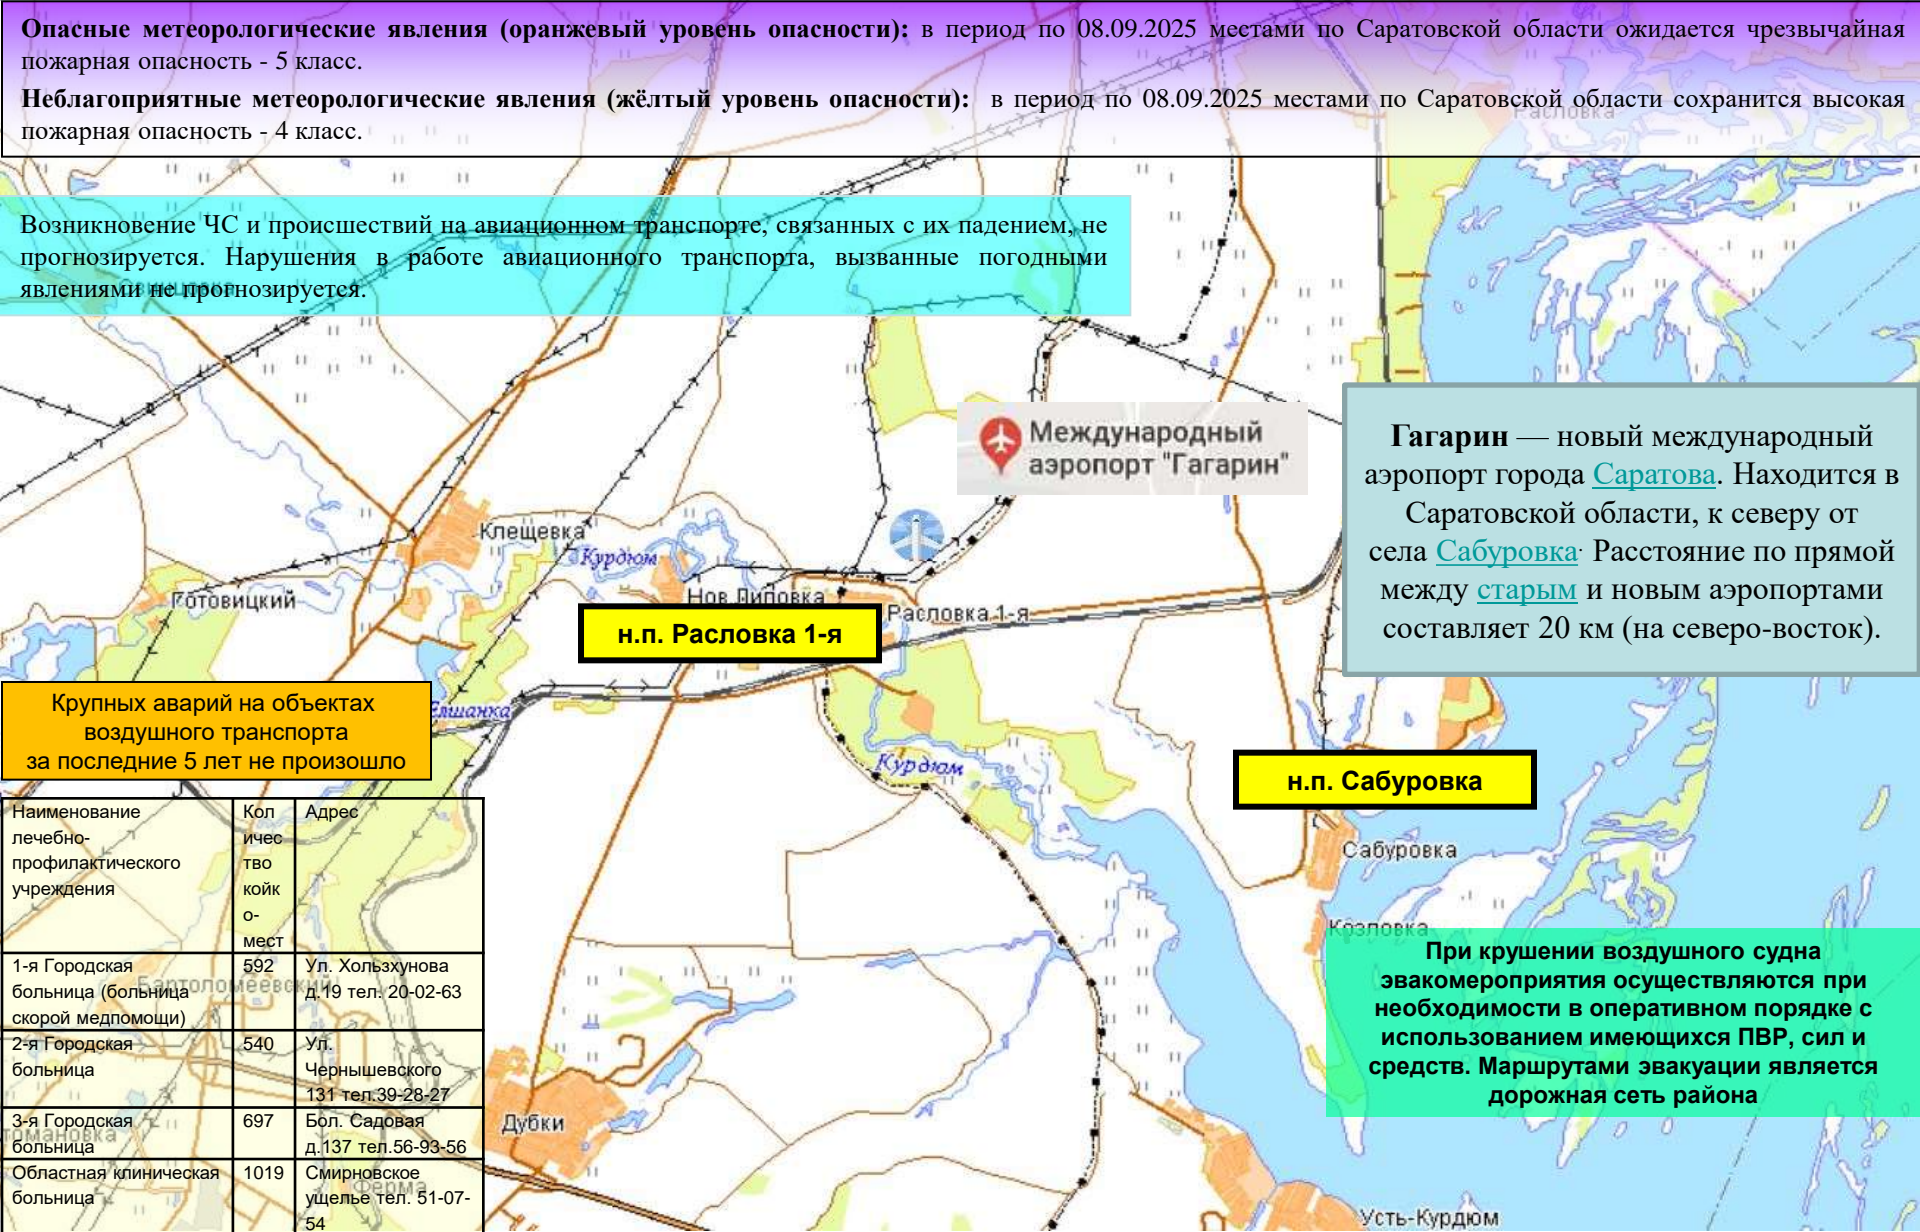 Опасные метеорологические явления (оранжевый уровень опасности): в период по 08.09.2025 местами по Саратовской области ожидается чрезвычайная
пожарная опасность - 5 класс.
Неблагоприятные метеорологические явления (жёлтый уровень опасности): в период по 08.09.2025 местами по Саратовской области сохранится высокая
пожарная опасность - 4 класс.
Расловка
Возникновение ЧС и происшествий на авиационном транспорте, связанных с их падением, не
прогнозируется. Нарушения в работе авиационного транспорта, вызванные погодными
явлениями не прогнозируется.
Международный
аэропорт "Гагарин"
Гагарин — новый международный
аэропорт города Саратова. Находится в
Саратовской области, к северу от
села Сабуровка. Расстояние по прямой
между старым и новым аэропортами
составляет 20 км (на северо-восток).
Клещевка
Курдюм
Готовицкий
Нов.Липовка
Расловка 1-я
н.п. Расловка 1-я
Елшанка
Крупных аварий на объектах
воздушного транспорта
за последние 5 лет не произошло
Курдюм
н.п. Сабуровка
Сабуровка
Козловка
Наименование
лечебно-
профилактического
учреждения
Кол
ичес
тво
койк
о-
мест
Адрес
1-я Городская
больница (больница
скорой медпомощи)
592
Ул. Хользхунова
д.19 тел. 20-02-63
Бартоломеевский
2-я Городская
больница
540
Ул.
Чернышевского
131 тел.39-28-27
3-я Городская
больница
697
Бол. Садовая
д.137 тел.56-93-56
Областная клиническая
больница
1019
Смирновское
ущелье тел. 51-07-
54
Ферма
Дубки
При крушении воздушного судна
эвакомероприятия осуществляются при
необходимости в оперативном порядке с
использованием имеющихся ПВР, сил и
средств. Маршрутами эвакуации является
дорожная сеть района
Усть-Курдюм